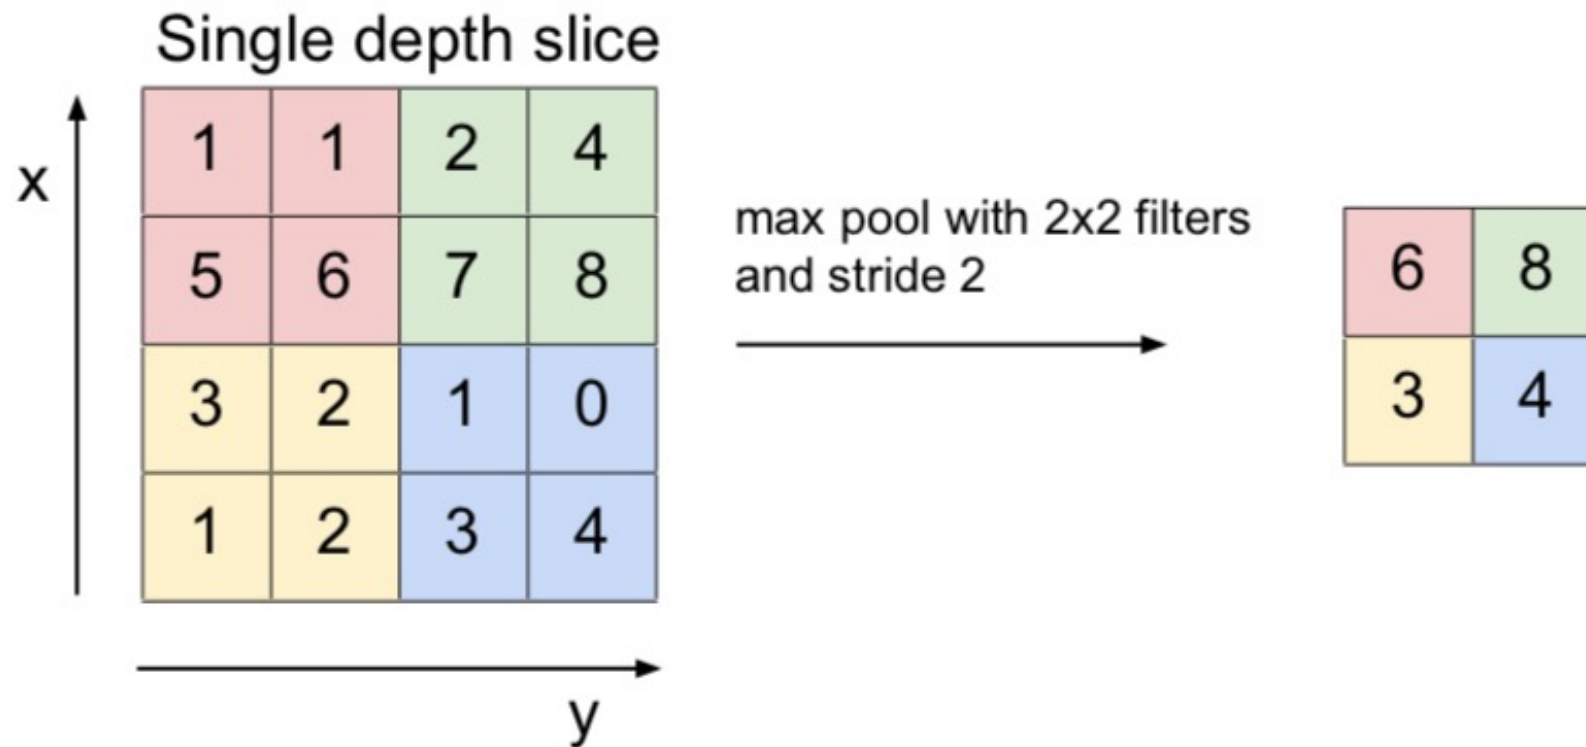 Single depth slice
x
1 1 2 4
5 6 7 8
3 2 1 0
1 2 3 4
y
max pool with 2x2 filters
and stride 2
6 8
3 4